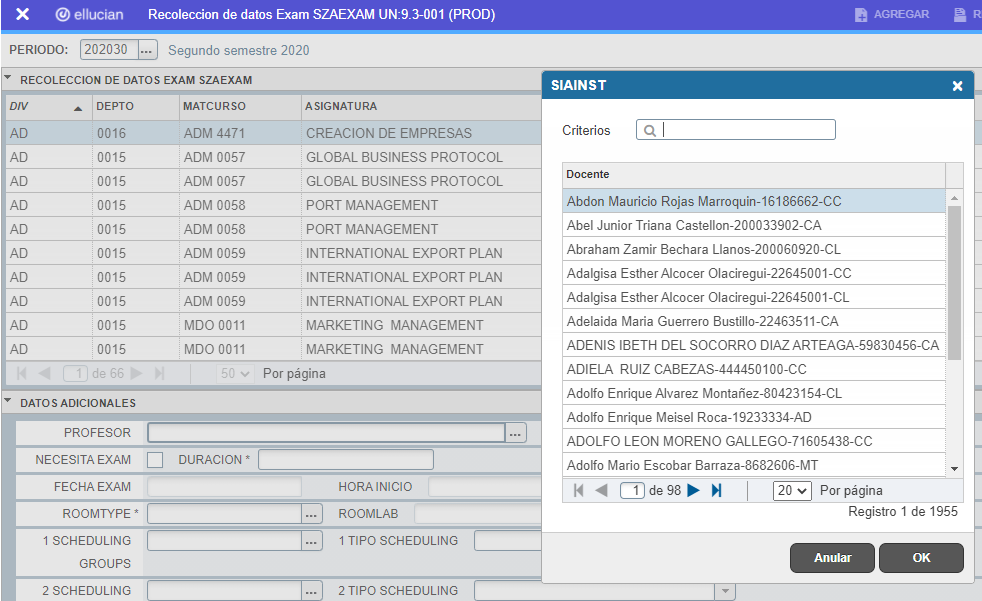 ellucian Recoleccion de datos Exam SZAEXAM UN:9.3-001 (PROD) AGREGAR
PERIODO: 202030 ... Segundo semestre 2020
RECOLECCION DE DATOS EXAM SZAEXAM
DIV DEPTO MATCURSO ASIGNATURA
AD 0016 ADM 4471 CREACION DE EMPRESAS
AD 0015 ADM 0057 GLOBAL BUSINESS PROTOCOL
AD 0015 ADM 0057 GLOBAL BUSINESS PROTOCOL
AD 0015 ADM 0058 PORT MANAGEMENT
AD 0015 ADM 0058 PORT MANAGEMENT
AD 0015 ADM 0059 INTERNATIONAL EXPORT PLAN
AD 0015 ADM 0059 INTERNATIONAL EXPORT PLAN
AD 0015 ADM 0059 INTERNATIONAL EXPORT PLAN
AD 0015 MDO 0011 MARKETING MANAGEMENT
AD 0015 MDO 0011 MARKETING MANAGEMENT
1 de 66 50 Por página
DATOS ADICIONALES
PROFESOR ...
NECESITA EXAM DURACION *
FECHA EXAM HORA INICIO
ROOMTYPE * ... ROOMLAB
1 SCHEDULING GROUPS ... 1 TIPO SCHEDULING
2 SCHEDULING ... 2 TIPO SCHEDULING
SIAINST
Criterios
Docente
Abdon Mauricio Rojas Marroquin-16186662-CC
Abel Junior Triana Castellon-200033902-CA
Abraham Zamir Bechara Llanos-200060920-CL
Adalgisa Esther Alcocer Olaciregui-22645001-CC
Adalgisa Esther Alcocer Olaciregui-22645001-CL
Adelaida Maria Guerrero Bustillo-22463511-CA
ADENIS IBETH DEL SOCORRO DIAZ ARTEAGA-59830456-CA
ADIELA RUIZ CABEZAS-444450100-CC
Adolfo Enrique Alvarez Montañez-80423154-CL
Adolfo Enrique Meisel Roca-19233334-AD
ADOLFO LEON MORENO GALLEGO-71605438-CC
Adolfo Mario Escobar Barraza-8682606-MT
1 de 98 20 Por página
Registro 1 de 1955
Anular OK